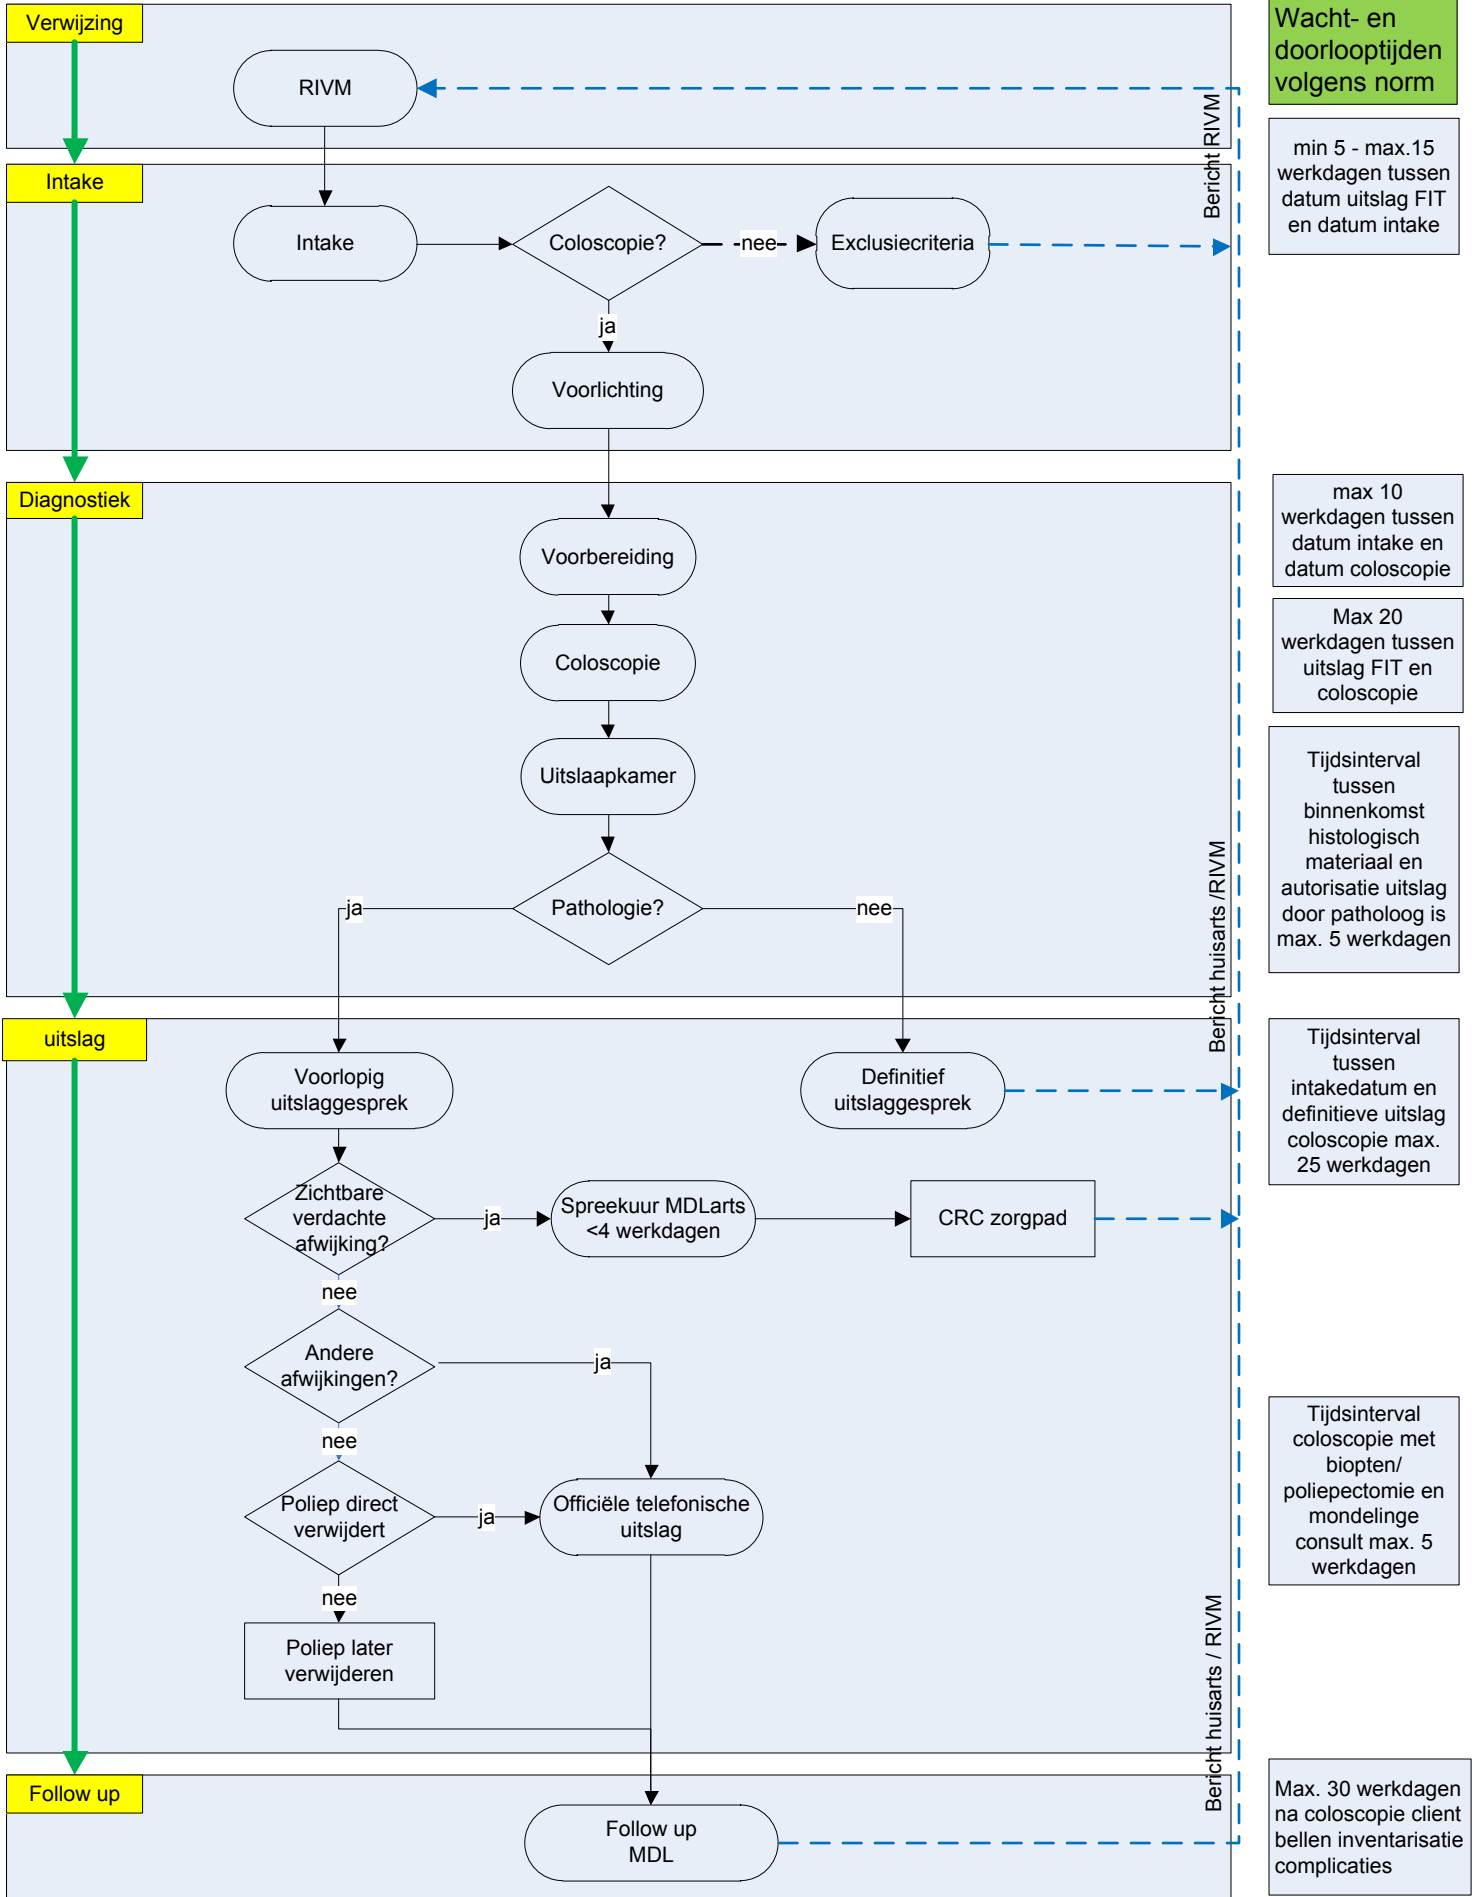 Verwijzing
RIVM
Bericht RIVM
Wacht- en
doorlooptijden
volgens norm
min 5 - max.15
werkdagen tussen
datum uitslag FIT
en datum intake
Intake
Intake
Coloscopie?
nee
Exclusiecriteria
ja
Voorlichting
Diagnostiek
Voorbereiding
Coloscopie
Uitslaapkamer
Pathologie?
ja
nee
Bericht huisarts /RIVM
max 10
werkdagen tussen
datum intake en
datum coloscopie
Max 20
werkdagen tussen
uitslag FIT en
coloscopie
Tijdsinterval
tussen
binnenkomst
histologisch
materiaal en
autorisatie uitslag
door patholoog is
max. 5 werkdagen
uitslag
Voorlopig
uitslaggesprek
Definitief
uitslaggesprek
Tijdsinterval
tussen
intakedatum en
definitieve uitslag
coloscopie max.
25 werkdagen
Zichtbare
verdachte
afwijking?
ja
Spreekuur MDLarts
<4 werkdagen
CRC zorgpad
nee
Andere
afwijkingen?
ja
nee
Poliep direct
verwijdert
ja
Officiële telefonische
uitslag
nee
Poliep later
verwijderen
Bericht huisarts / RIVM
Tijdsinterval
coloscopie met
biopten/
poliepectomie en
mondelinge
consult max. 5
werkdagen
Follow up
Follow up
MDL
Max. 30 werkdagen
na coloscopie client
bellen inventarisatie
complicaties